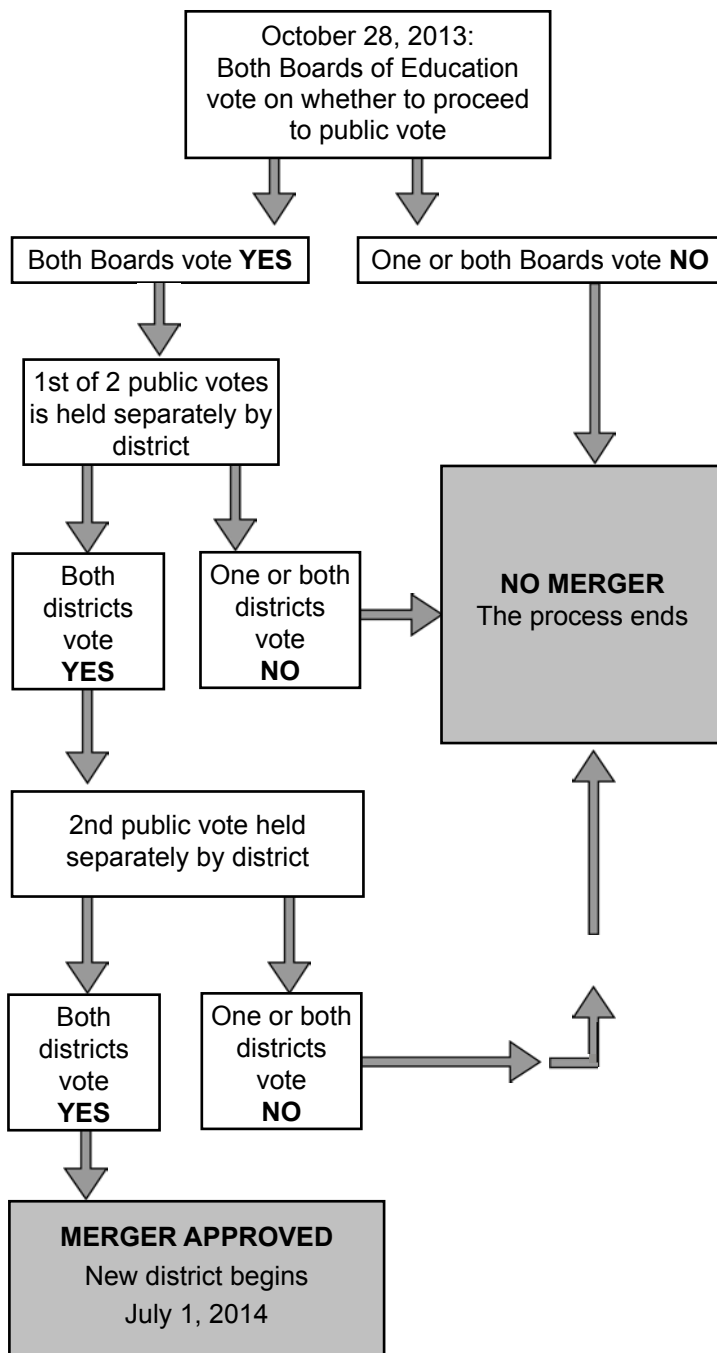 October 28, 2013:
Both Boards of Education
vote on whether to proceed
to public vote
Both Boards vote YES
One or both Boards vote NO
1st of 2 public votes
is held separately by
district
Both
districts
vote
YES
One or both
districts
vote
NO
NO MERGER
The process ends
2nd public vote held
separately by district
Both
districts
vote
YES
One or both
districts
vote
NO
MERGER APPROVED
New district begins
July 1, 2014